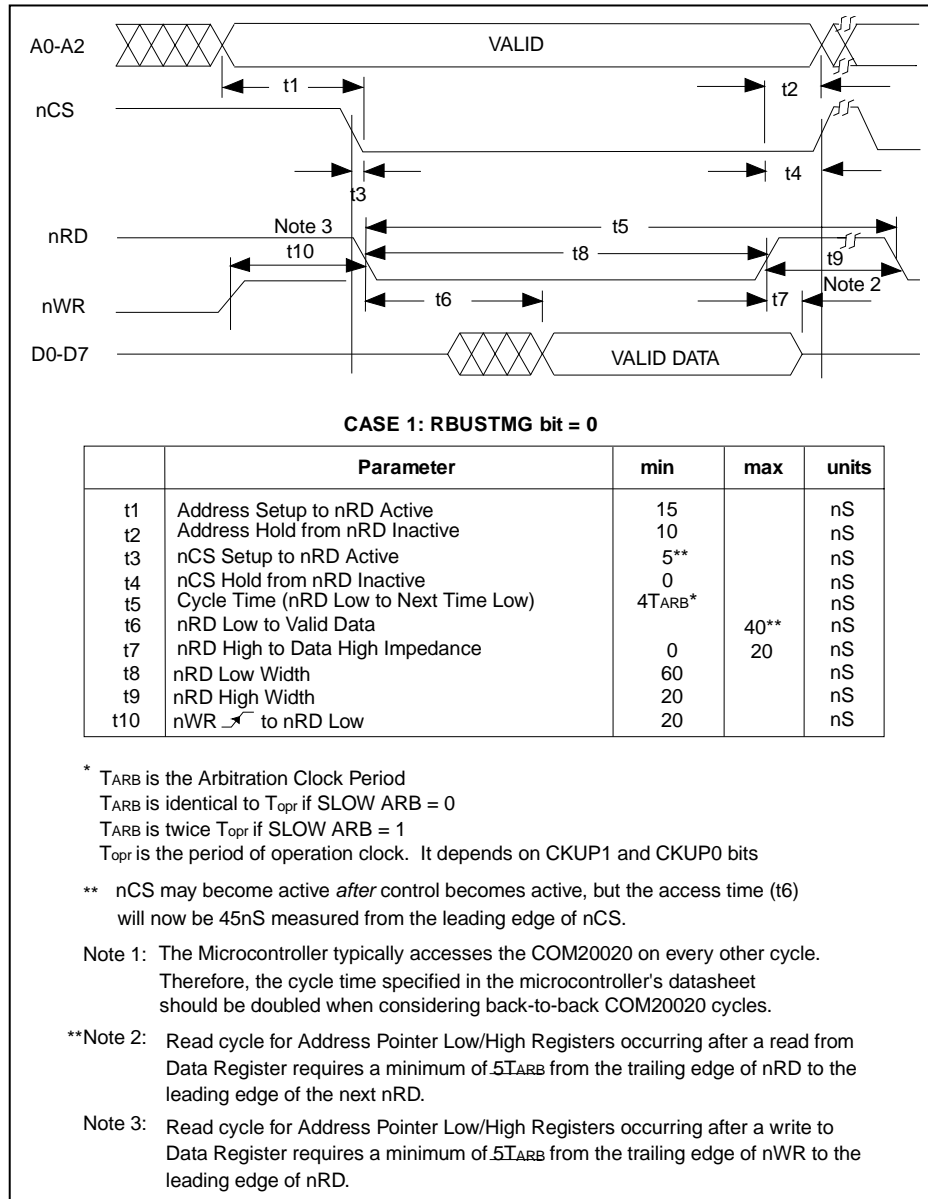 A0-A2
VALID
t1
t2
nCS
t3
t4
nRD
Note 3
t5
t10
t8
t9
Note 2
nWR
t6
t7
D0-D7
VALID DATA
CASE 1: RBUSTMG bit = 0
Parameter min max units
t1 Address Setup to nRD Active 15 nS
t2 Address Hold from nRD Inactive 10 nS
t3 nCS Setup to nRD Active 5** nS
t4 nCS Hold from nRD Inactive 0 nS
t5 Cycle Time (nRD Low to Next Time Low) 4TARB* nS
t6 nRD Low to Valid Data 40** nS
t7 nRD High to Data High Impedance 0 20 nS
t8 nRD Low Width 60 nS
t9 nRD High Width 20 nS
t10 nWR to nRD Low 20 nS
* TARB is the Arbitration Clock Period
TARB is identical to Topr if SLOW ARB = 0
TARB is twice Topr if SLOW ARB = 1
Topr is the period of operation clock. It depends on CKUP1 and CKUP0 bits
** nCS may become active after control becomes active, but the access time (t6)
will now be 45nS measured from the leading edge of nCS.
Note 1: The Microcontroller typically accesses the COM20020 on every other cycle.
Therefore, the cycle time specified in the microcontroller's datasheet
should be doubled when considering back-to-back COM20020 cycles.
**Note 2: Read cycle for Address Pointer Low/High Registers occurring after a read from
Data Register requires a minimum of 5TARB from the trailing edge of nRD to the
leading edge of the next nRD.
Note 3: Read cycle for Address Pointer Low/High Registers occurring after a write to
Data Register requires a minimum of 5TARB from the trailing edge of nWR to the
leading edge of nRD.